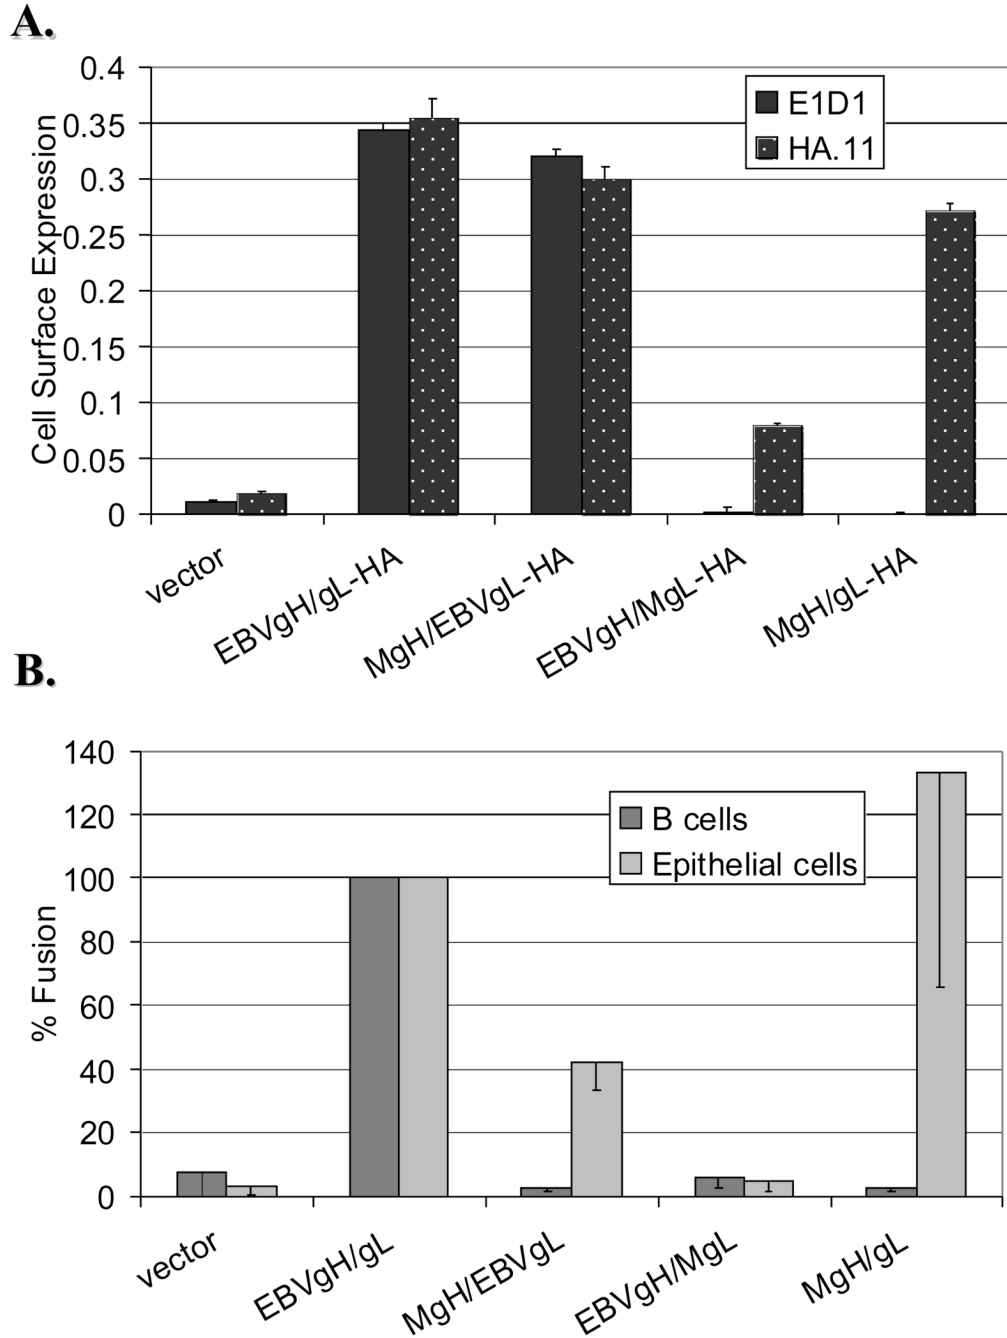 A.
Cell Surface Expression
0.4
0.35
0.3
0.25
0.2
0.15
0.1
0.05
0
E1D1
HA.11
vector
EBVgH/gL-HA
MgH/EBVgL-HA
EBVgH/MgL-HA
MgH/gL-HA
B.
% Fusion
140
120
100
80
60
40
20
0
B cells
Epithelial cells
vector
EBVgH/gL
MgH/EBVgL
EBVgH/MgL
MgH/gL